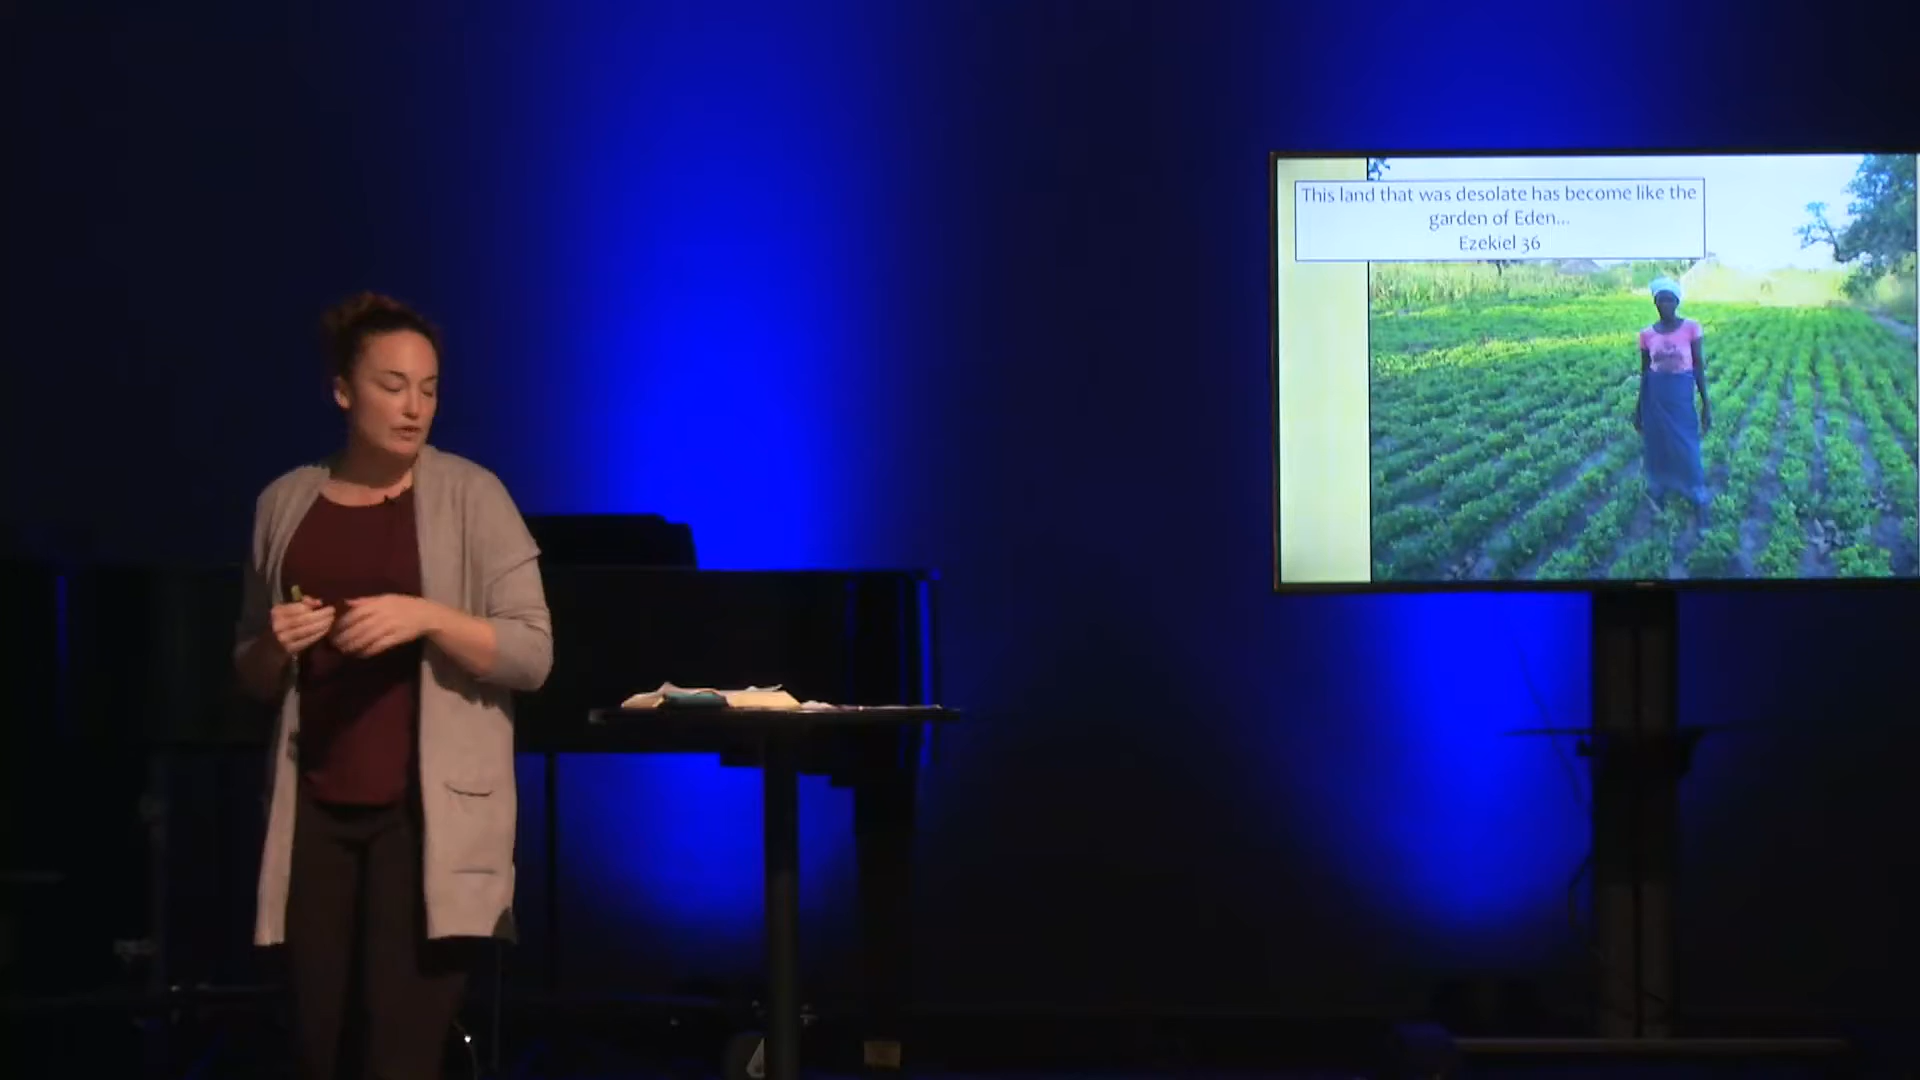 This land that was desolate has become like the
garden of Eden...
Ezekiel 36